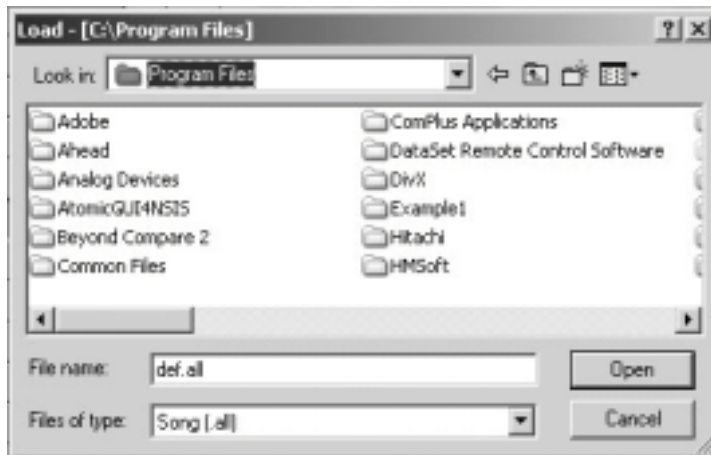 Load - [C:\Program Files]
Look in: Program Files
Adobe
Ahead
Analog Devices
AtomicGUI4NSIS
Beyond Compare 2
Common Files
ComPlus Applications
DataSet Remote Control Software
DivX
Example1
Hitachi
HMSoft
File name: def.all Open
Files of type: Song (.all) Cancel